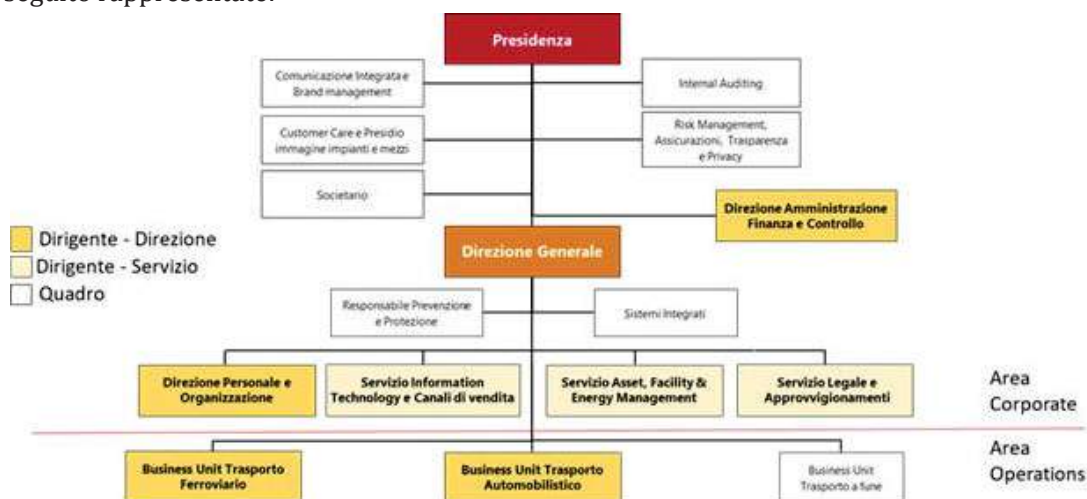 seguito rappresentato.
Presidenza
Comunicazione Integrata e
Brand management
Internal Auditing
Customer Care e Presidio
immagine impianti e mezzi
Risk Management,
Assicurazioni, Trasparenza
e Privacy
Societario
Direzione Amministrazione
Finanza e Controllo
Dirigente - Direzione
Dirigente - Servizio
Quadro
Direzione Generale
Responsabile Prevenzione
e Protezione
Sistemi Integrati
Direzione Personale e
Organizzazione
Servizio Information
Technology e Canali di vendita
Servizio Asset, Facility &
Energy Management
Servizio Legale e
Approvvigionamenti
Area
Corporate
Business Unit Trasporto
Ferroviario
Business Unit Trasporto
Automobilistico
Business Unit
Trasporto a fune
Area
Operations